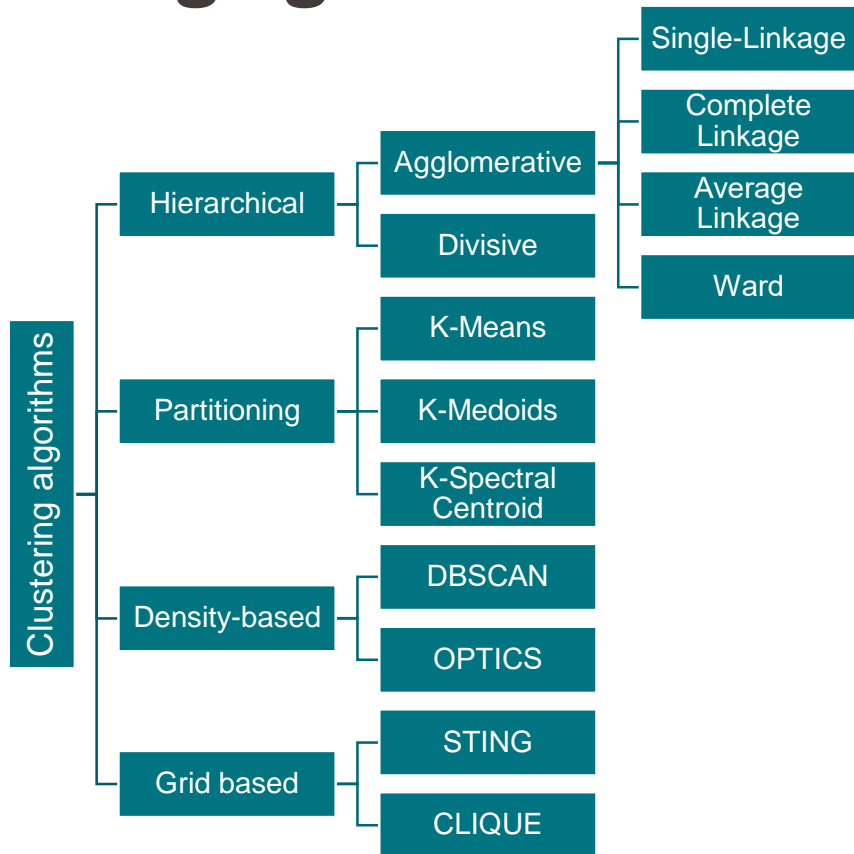 Clustering algorithms
Hierarchical
Agglomerative
Single-Linkage
Complete
Linkage
Average
Linkage
Ward
Divisive
Partitioning
K-Means
K-Medoids
K-Spectral
Centroid
Density-based
DBSCAN
OPTICS
Grid based
STING
CLIQUE